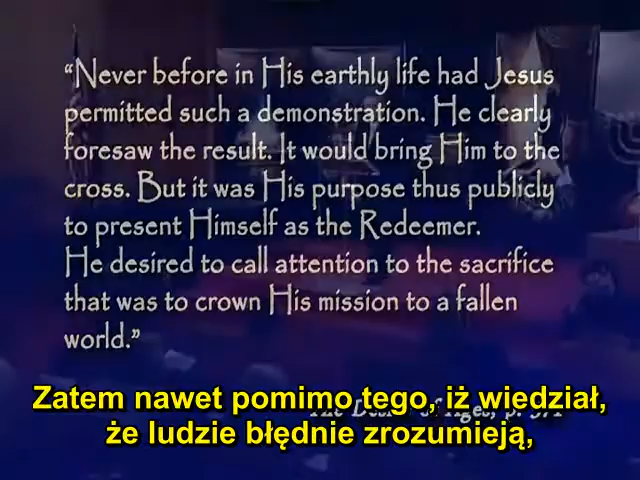 “Never before in His earthly life had Jesus
permitted such a demonstration. He clearly
foresaw the result. It would bring Him to the
cross. But it was His purpose thus publicly
to present Himself as the Redeemer.
He desired to call attention to the sacrifice
that was to crown His mission to a fallen
world.”
The of Ages, p.
Zatem nawet pomimo tego, iż wiedział,
że ludzie błędnie zrozumieją,